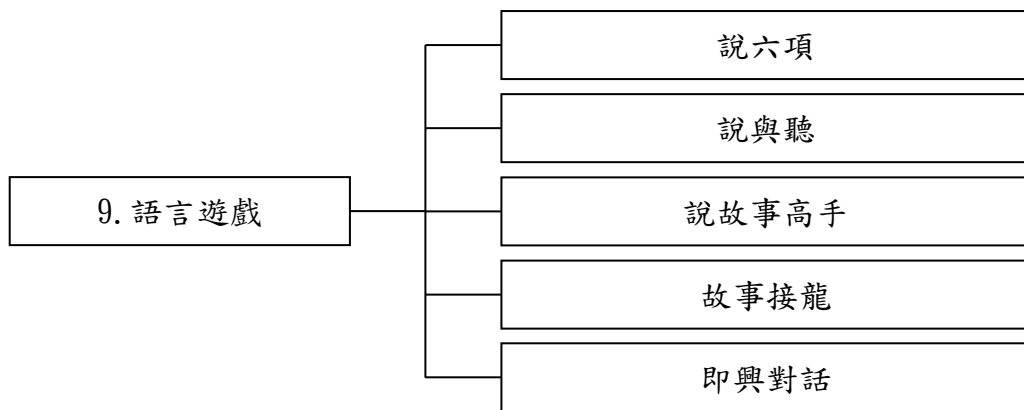 9.語言遊戲
說六項
說與聽
說故事高手
故事接龍
即興對話